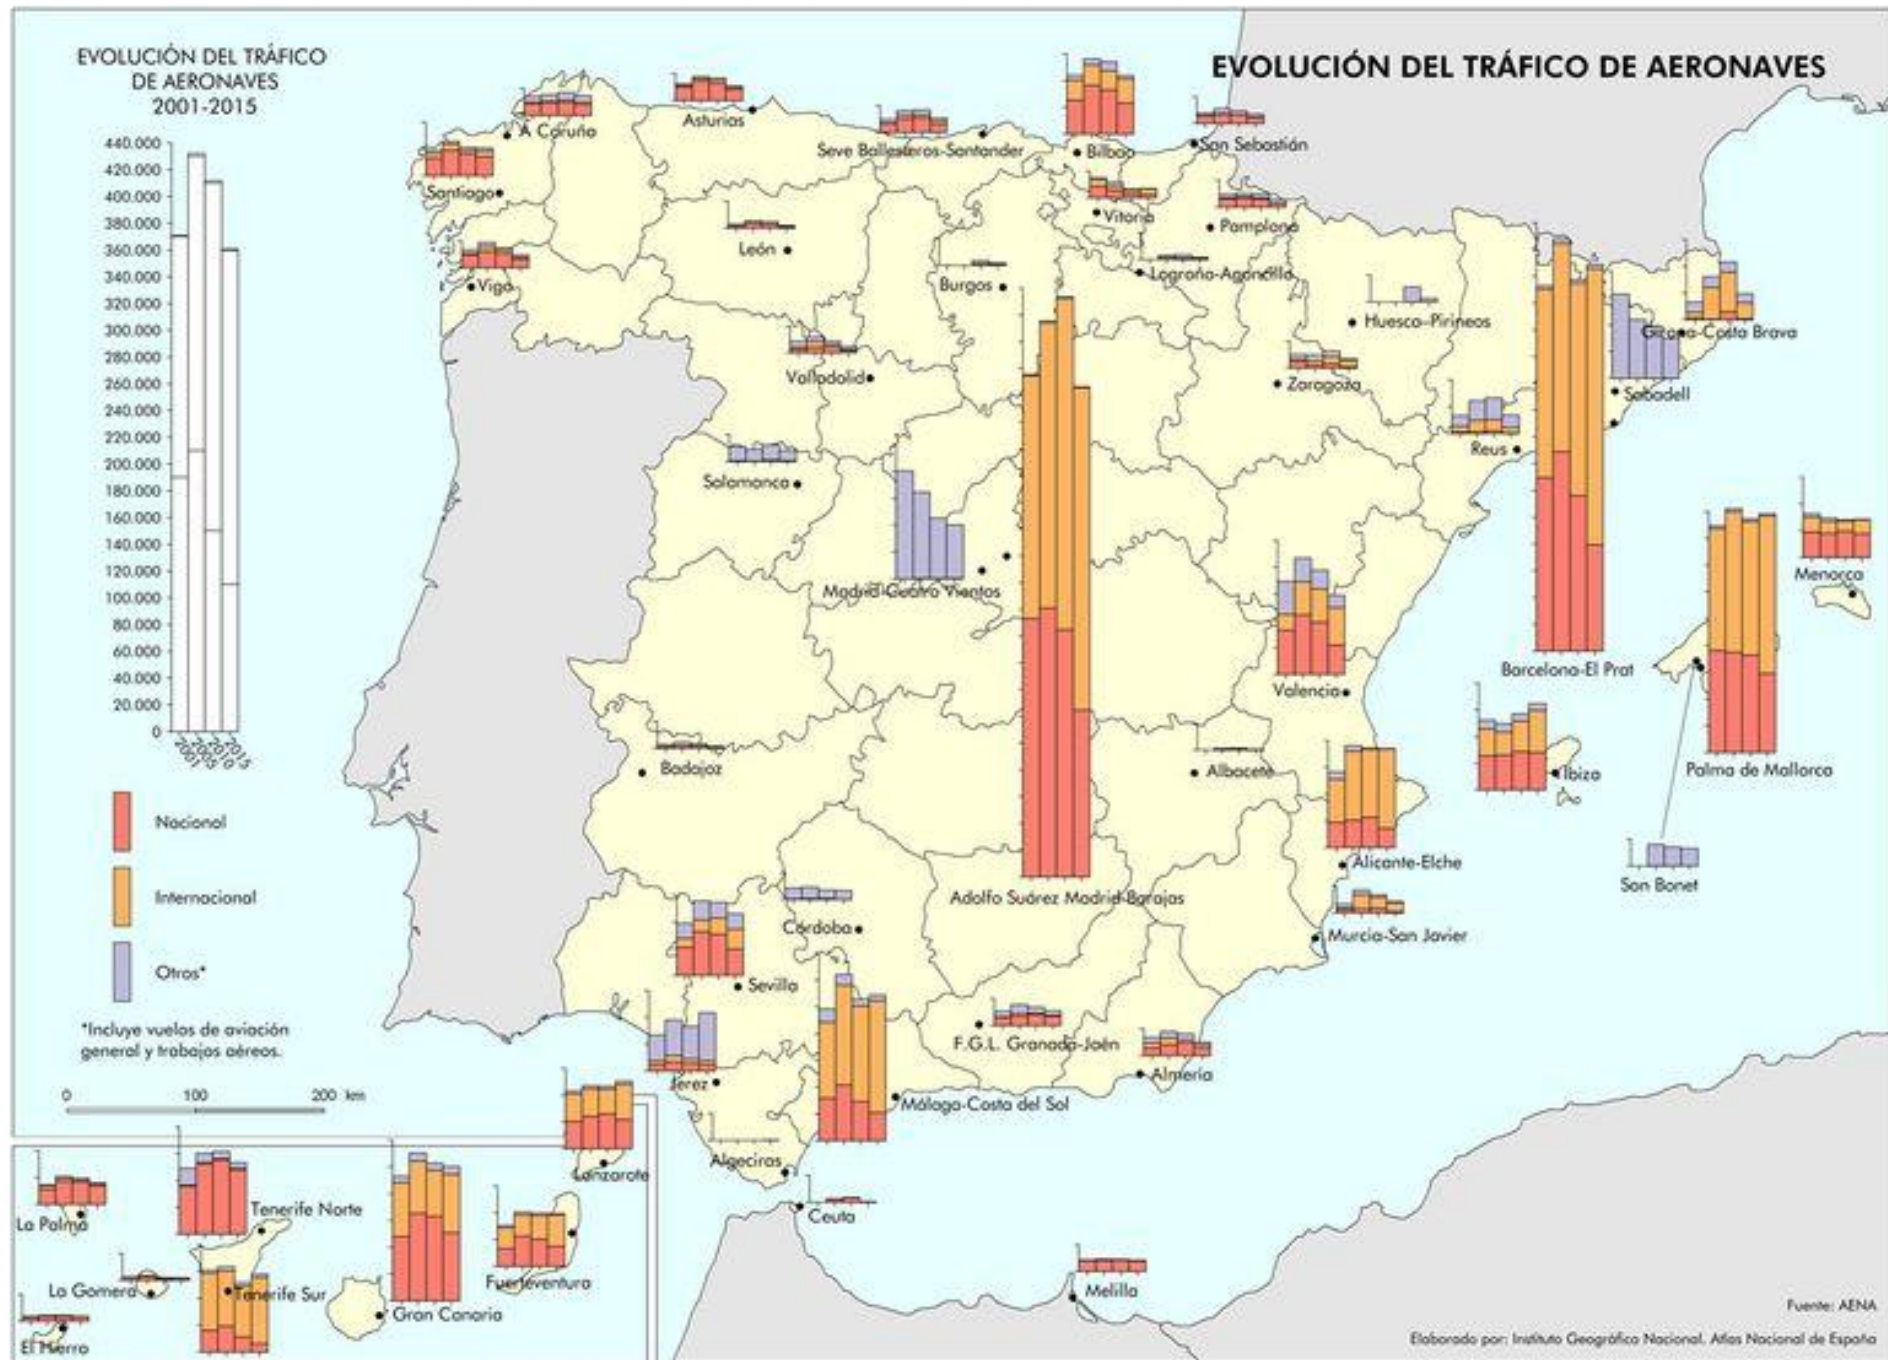 EVOLUCIÓN DEL TRÁFICO
DE AERONAVES
2001-2015
EVOLUCIÓN DEL TRÁFICO DE AERONAVES
440.000
420.000
400.000
380.000
360.000
340.000
320.000
300.000
280.000
260.000
240.000
220.000
200.000
180.000
160.000
140.000
120.000
100.000
80.000
60.000
40.000
20.000
0
2001
2005
2010
2015
Nacional
Internacional
Otros*
*Incluye vuelos de aviación
general y trabajos aéreos.
0 100 200 km
A Coruña
Asturias
Seve Ballesteros-Santander
Bilbao
San Sebastián
Santiago
Vitoria
Pamplona
León
Vigo
Burgos
Logroño-Agoncillo
Huesca-Pirineos
Girona-Costa Brava
Valladolid
Zaragoza
Sabadell
Reus
Salamanca
Madrid-Cuatro Vientos
Menorca
Barcelona-El Prat
Valencia
Palma de Mallorca
Badajoz
Albacete
Ibiza
Alicante-Elche
Son Bonet
Adolfo Suárez Madrid-Barajas
Córdoba
Murcia-San Javier
Sevilla
F.G.L. Granada-Jaén
Almería
Jerez
Málaga-Costa del Sol
Algeciras
Lanzarote
Ceuta
La Palma
Tenerife Norte
Fuerteventura
La Gomera
Tenerife Sur
Gran Canaria
Melilla
El Hierro
Fuente: AENA
Elaborado por: Instituto Geográfico Nacional. Atlas Nacional de España